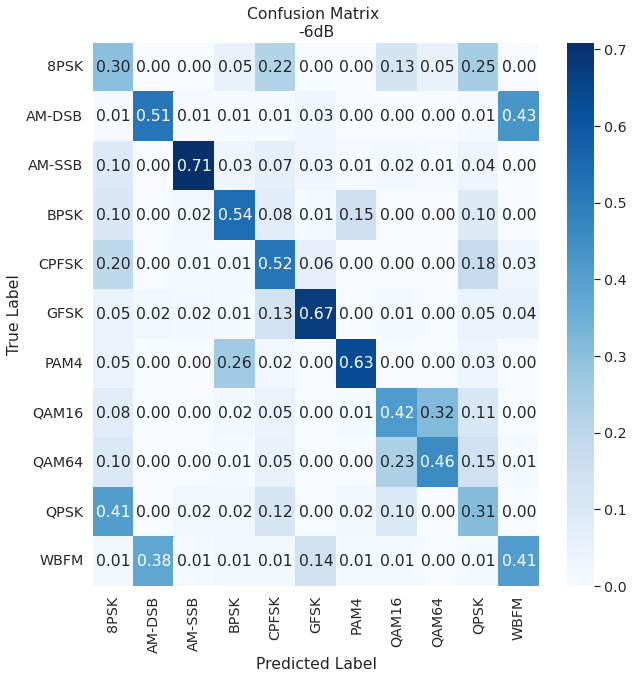 Confusion Matrix
-6dB
8PSK 0.30 0.00 0.00 0.05 0.22 0.00 0.00 0.13 0.05 0.25 0.00
AM-DSB 0.01 0.51 0.01 0.01 0.01 0.03 0.00 0.00 0.00 0.01 0.43
AM-SSB 0.10 0.00 0.71 0.03 0.07 0.03 0.01 0.02 0.01 0.04 0.00
BPSK 0.10 0.00 0.02 0.54 0.08 0.01 0.15 0.00 0.00 0.10 0.00
CPFSK 0.20 0.00 0.01 0.01 0.52 0.06 0.00 0.00 0.00 0.18 0.03
GFSK 0.05 0.02 0.02 0.01 0.13 0.67 0.00 0.01 0.00 0.05 0.04
PAM4 0.05 0.00 0.00 0.26 0.02 0.00 0.63 0.00 0.00 0.03 0.00
QAM16 0.08 0.00 0.00 0.02 0.05 0.00 0.01 0.42 0.32 0.11 0.00
QAM64 0.10 0.00 0.00 0.01 0.05 0.00 0.00 0.23 0.46 0.15 0.01
QPSK 0.41 0.00 0.02 0.02 0.12 0.00 0.02 0.10 0.00 0.31 0.00
WBFM 0.01 0.38 0.01 0.01 0.01 0.14 0.01 0.01 0.00 0.01 0.41
8PSK AM-DSB AM-SSB BPSK CPFSK GFSK PAM4 QAM16 QAM64 QPSK WBFM
Predicted Label
True Label
0.7
0.6
0.5
0.4
0.3
0.2
0.1
0.0